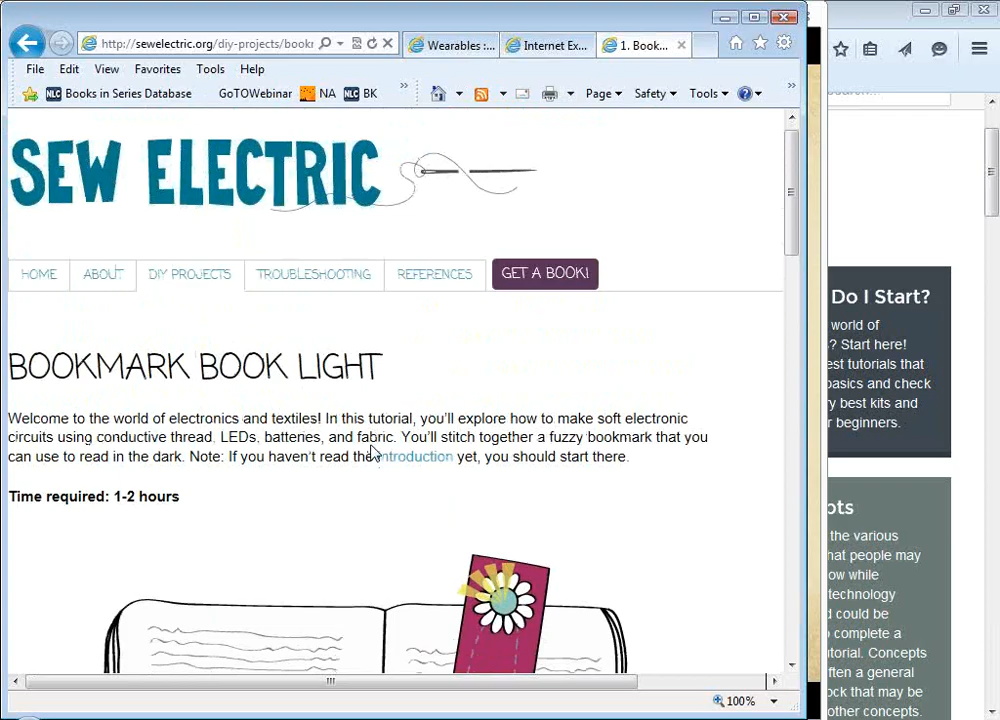 http://sewelectric.org/diy-projects/bookr
Wearables :...
Internet Ex...
1. Book...
File Edit View Favorites Tools Help
NLC Books in Series Database GoTOWebinar NA NLC BK »
Page Safety Tools »
SEW ELECTRIC
HOME ABOUT DIY PROJECTS TROUBLESHOOTING REFERENCES GET A BOOK!
BOOKMARK BOOK LIGHT
Welcome to the world of electronics and textiles! In this tutorial, you'll explore how to make soft electronic
circuits using conductive thread, LEDs, batteries, and fabric. You'll stitch together a fuzzy bookmark that you
can use to read in the dark. Note: If you haven't read the introduction yet, you should start there.
Time required: 1-2 hours
100%
Do I Start?
world of
? Start here!
est tutorials that
basics and check
ry best kits and
beginners.
pts
the various
hat people may
ow while
technology
d could be
o complete a
utorial. Concepts
ften a general
ock that may be
other concepts.